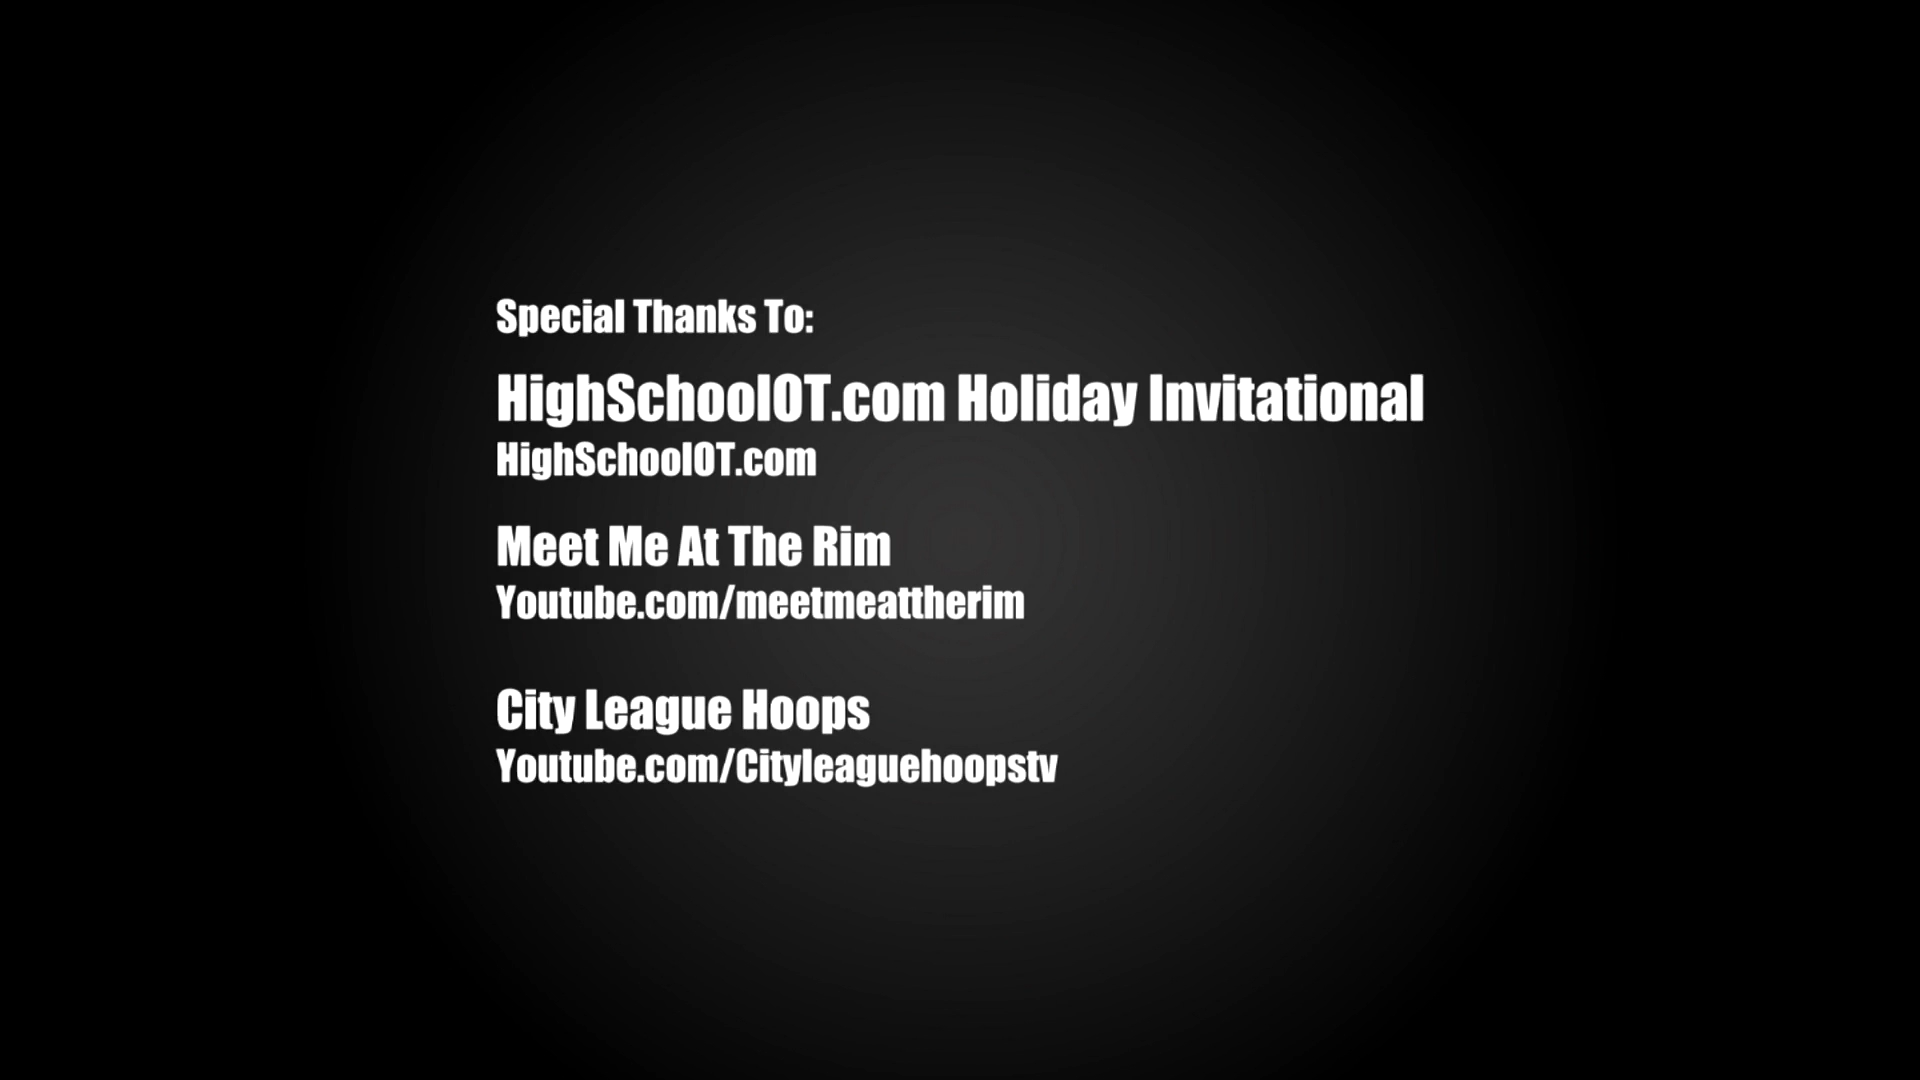 Special Thanks To:
HighSchoolOT.com Holiday Invitational
HighSchoolOT.com
Meet Me At The Rim
Youtube.com/meetmeattherim
City League Hoops
Youtube.com/Cityleaguehoopstv